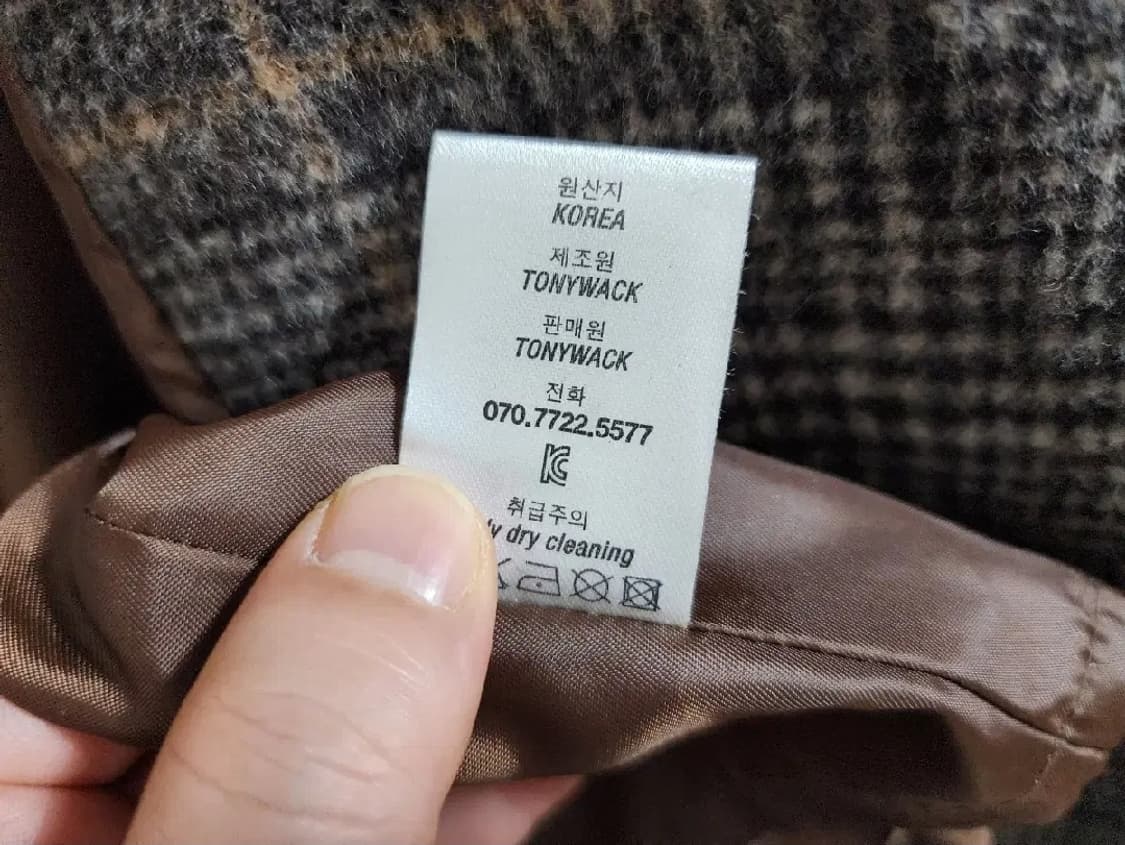 원산지
KOREA
제조원
TONYWACK
판매원
TONYWACK
전화
070.7722.5577
KC
취급주의
dry cleaning